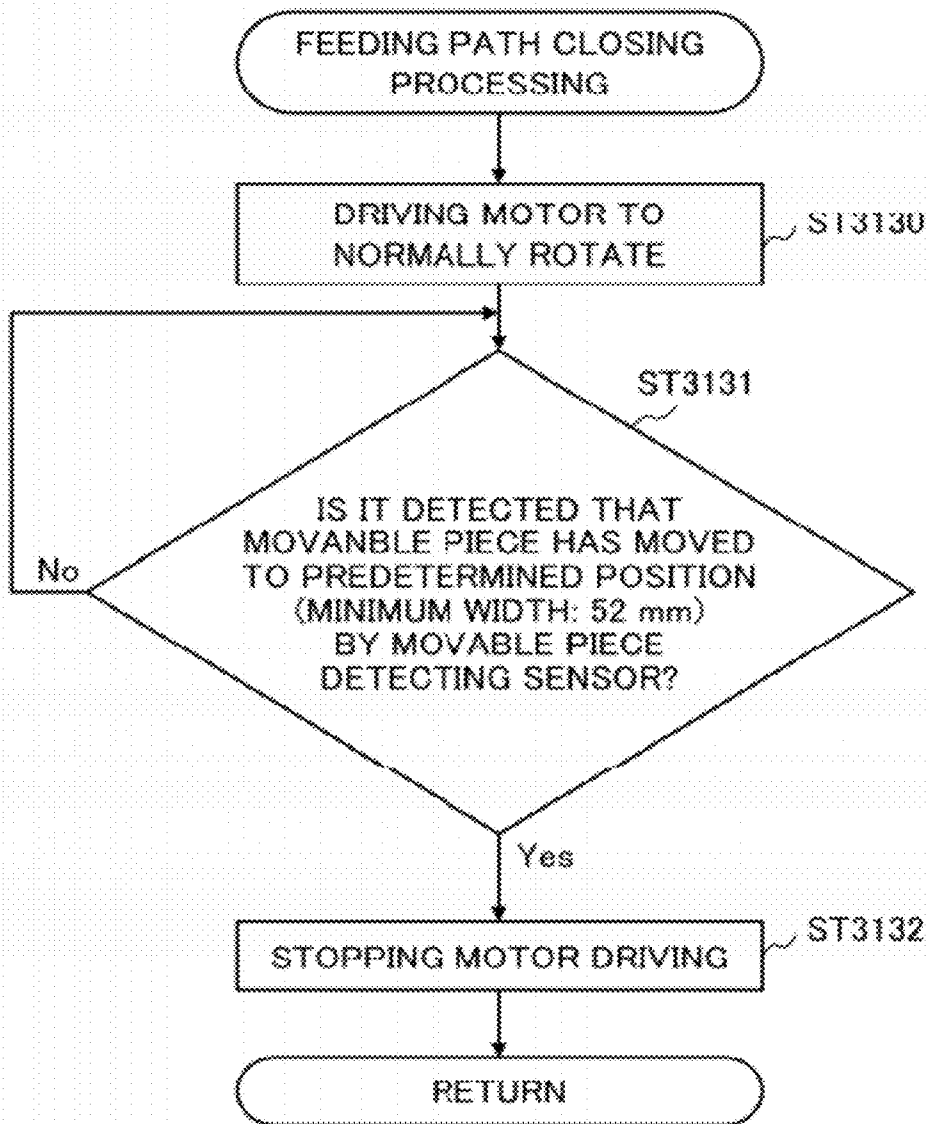 FEEDING PATH CLOSING
PROCESSING
DRIVING MOTOR TO
NORMALLY ROTATE
ST3130
ST3131
IS IT DETECTED THAT
MOVANBLE PIECE HAS MOVED
TO PREDETERMINED POSITION
(MINIMUM WIDTH: 52 mm)
BY MOVABLE PIECE
DETECTING SENSOR?
No
Yes
STOPPING MOTOR DRIVING
ST3132
RETURN